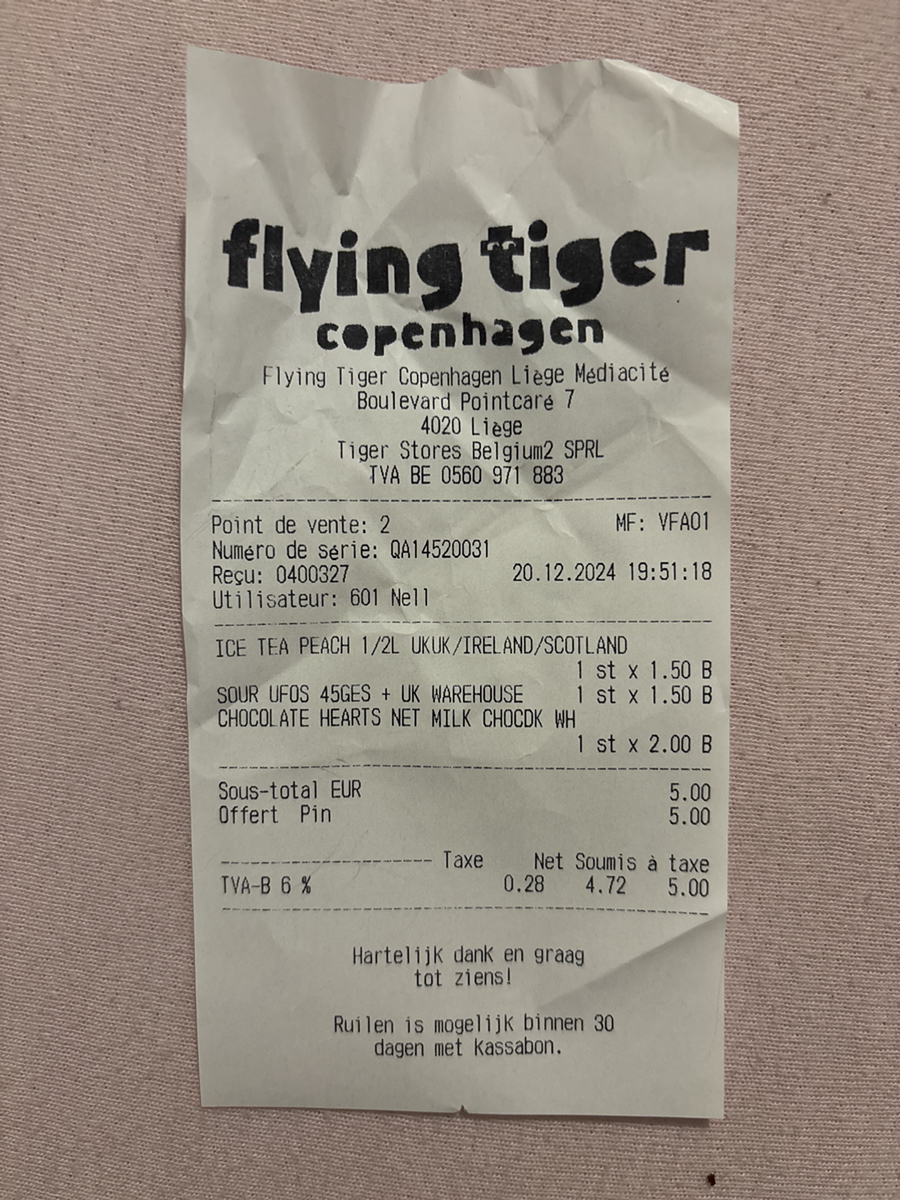 flying tiger
copenhagen
Flying Tiger Copenhagen Liège Médiacité
Boulevard Pointcaré 7
4020 Liège
Tiger Stores Belgium2 SPRL
TVA BE 0560 971 883
Point de vente: 2 MF: VFA01
Numéro de série: QA14520031
Reçu: 0400327 20.12.2024 19:51:18
Utilisateur: 601 Nell
ICE TEA PEACH 1/2L UKUK/IRELAND/SCOTLAND
1 st x 1.50 B
SOUR UFOS 45GES + UK WAREHOUSE 1 st x 1.50 B
CHOCOLATE HEARTS NET MILK CHOCDK WH
1 st x 2.00 B
Sous-total EUR 5.00
Offert Pin 5.00
Taxe Net Soumis à taxe
TVA-B 6 % 0.28 4.72 5.00
Hartelijk dank en graag
tot ziens!
Ruilen is mogelijk binnen 30
dagen met kassabon.